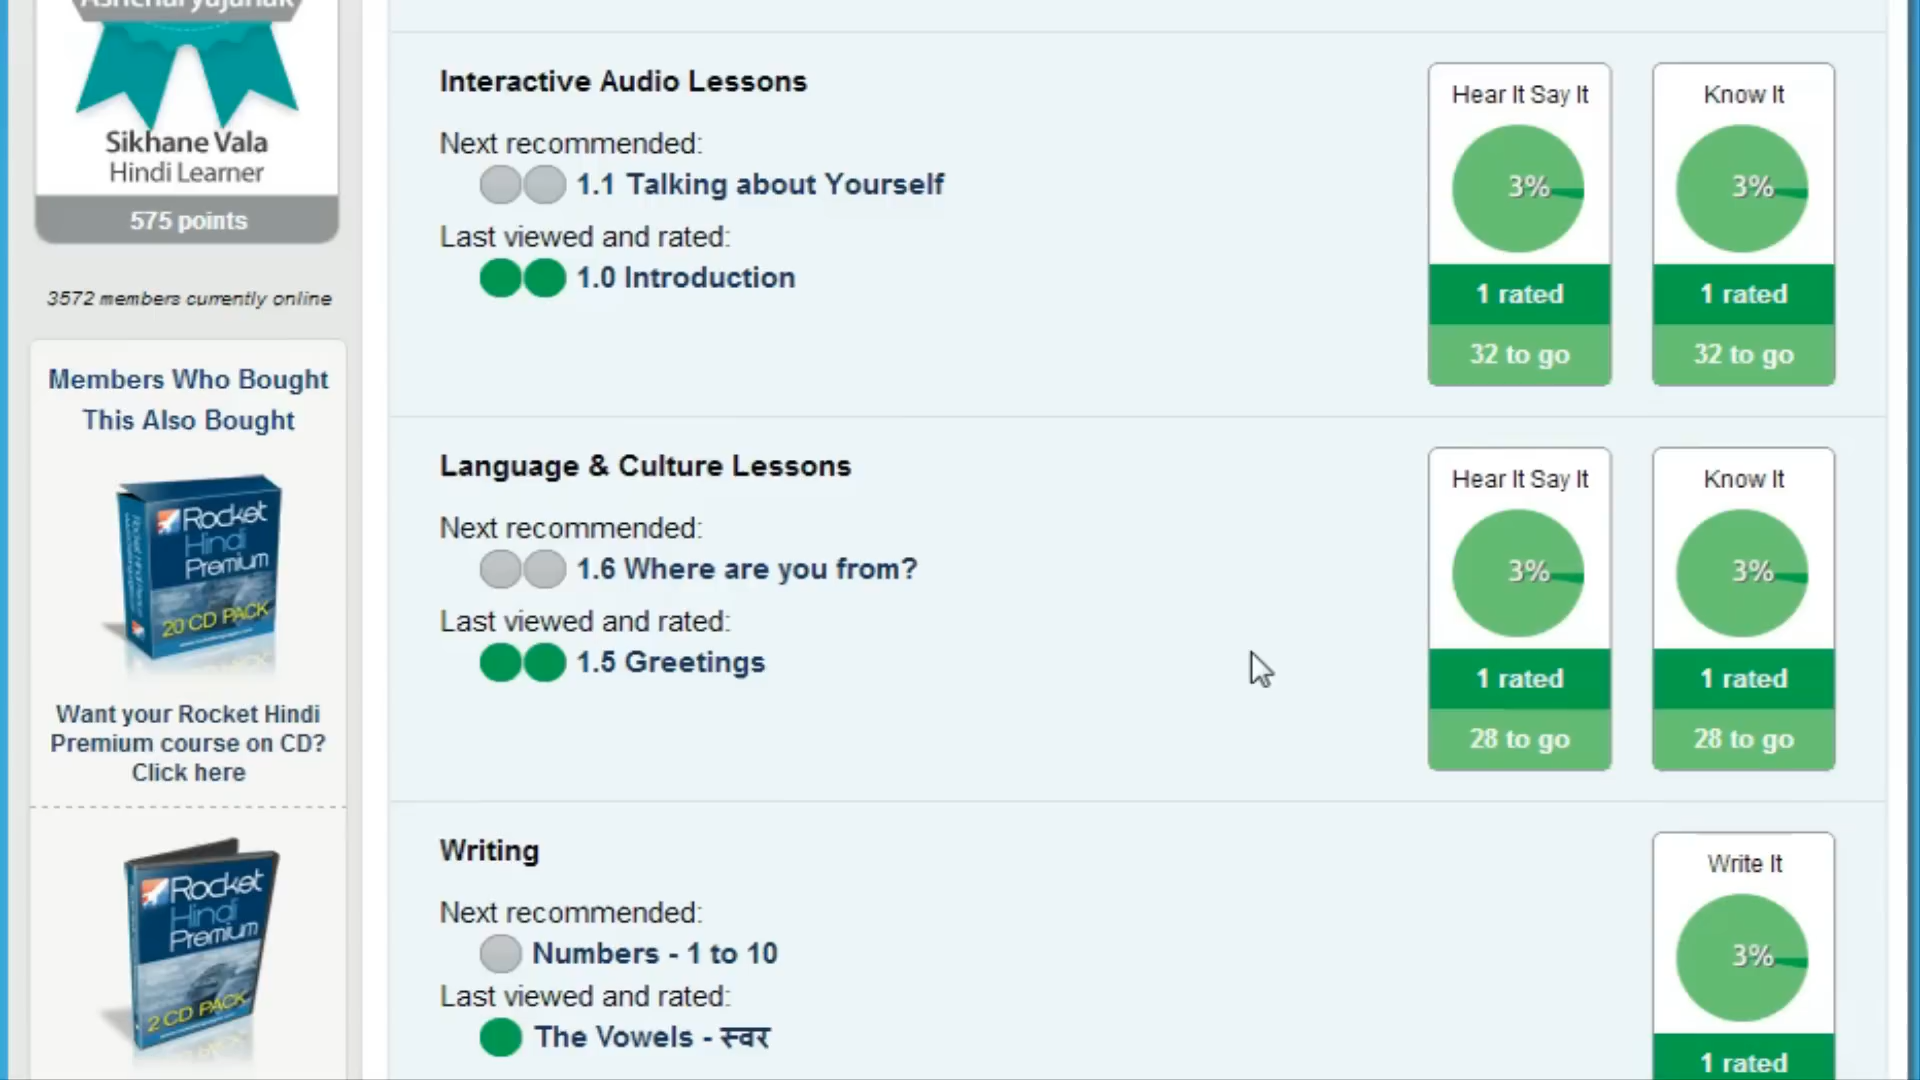 Sikhane Vala
Hindi Learner
575 points
3572 members currently online
Members Who Bought
This Also Bought
Rocket
Hindi
Premium
20 CD PACK
Want your Rocket Hindi
Premium course on CD?
Click here
Rocket
Hindi
Premium
2 CD PACK
Interactive Audio Lessons
Next recommended:
1.1 Talking about Yourself
Last viewed and rated:
1.0 Introduction
Hear It Say It
3%
1 rated
32 to go
Know It
3%
1 rated
32 to go
Language & Culture Lessons
Next recommended:
1.6 Where are you from?
Last viewed and rated:
1.5 Greetings
Hear It Say It
3%
1 rated
28 to go
Know It
3%
1 rated
28 to go
Writing
Next recommended:
Numbers - 1 to 10
Last viewed and rated:
The Vowels - स्वर
Write It
3%
1 rated